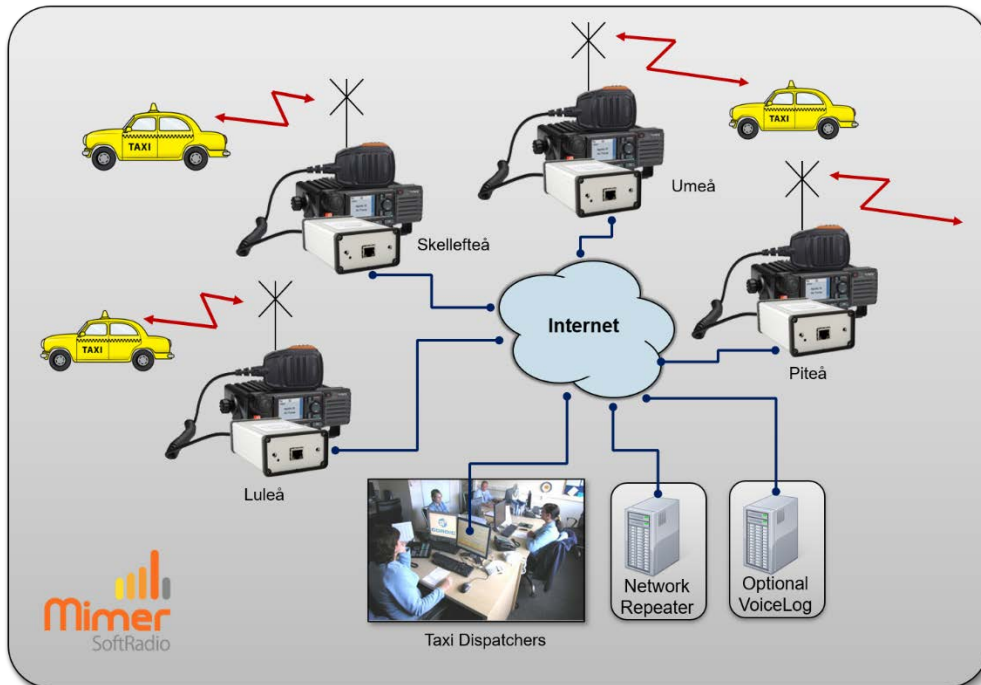 TAXI
TAXI
Umeå
Skellefteå
Internet
Piteå
TAXI
Luleå
Network
Repeater
Optional
VoiceLog
Taxi Dispatchers
Mimer
SoftRadio